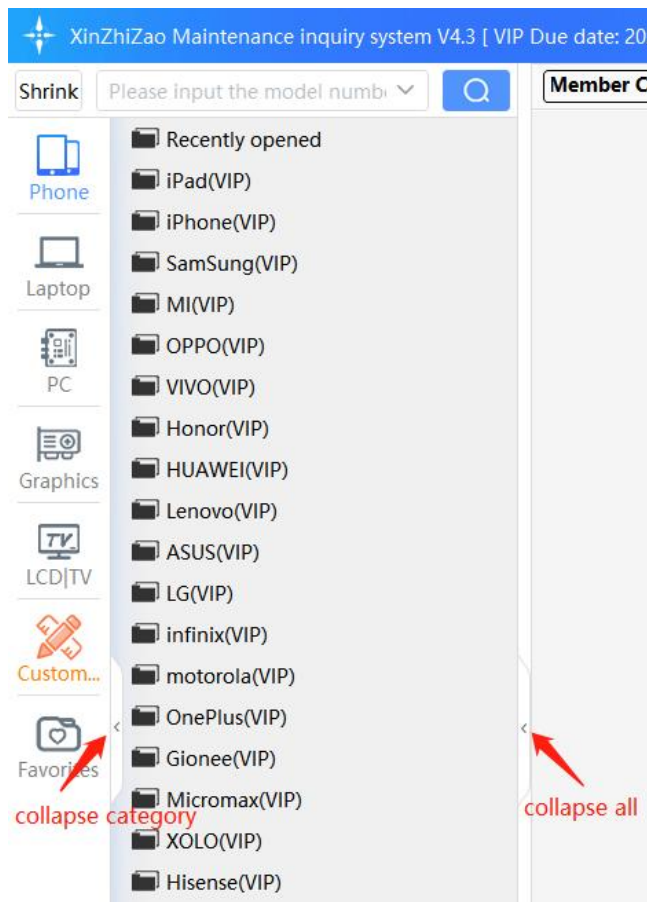 XinZhiZao Maintenance inquiry system V4.3 [ VIP Due date: 20
Shrink
Please input the model numb
Member C
Phone
Laptop
PC
Graphics
TV
LCD|TV
Custom...
Favorites
Recently opened
iPad(VIP)
iPhone(VIP)
SamSung(VIP)
MI(VIP)
OPPO(VIP)
VIVO(VIP)
Honor(VIP)
HUAWEI(VIP)
Lenovo(VIP)
ASUS(VIP)
LG(VIP)
infinix(VIP)
motorola(VIP)
OnePlus(VIP)
Gionee(VIP)
Micromax(VIP)
XOLO(VIP)
Hisense(VIP)
collapse category
collapse all